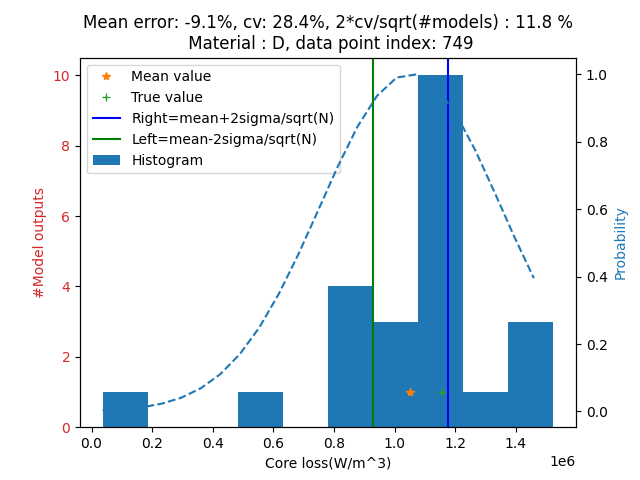 Mean error: -9.1%, cv: 28.4%, 2*cv/sqrt(#models) : 11.8 %
Material : D, data point index: 749
Mean value
True value
Right=mean+2sigma/sqrt(N)
Left=mean-2sigma/sqrt(N)
Histogram
#Model outputs
10
8
6
4
2
0
Probability
1.0
0.8
0.6
0.4
0.2
0.0
0.0 0.2 0.4 0.6 0.8 1.0 1.2 1.4
1e6
Core loss(W/m^3)